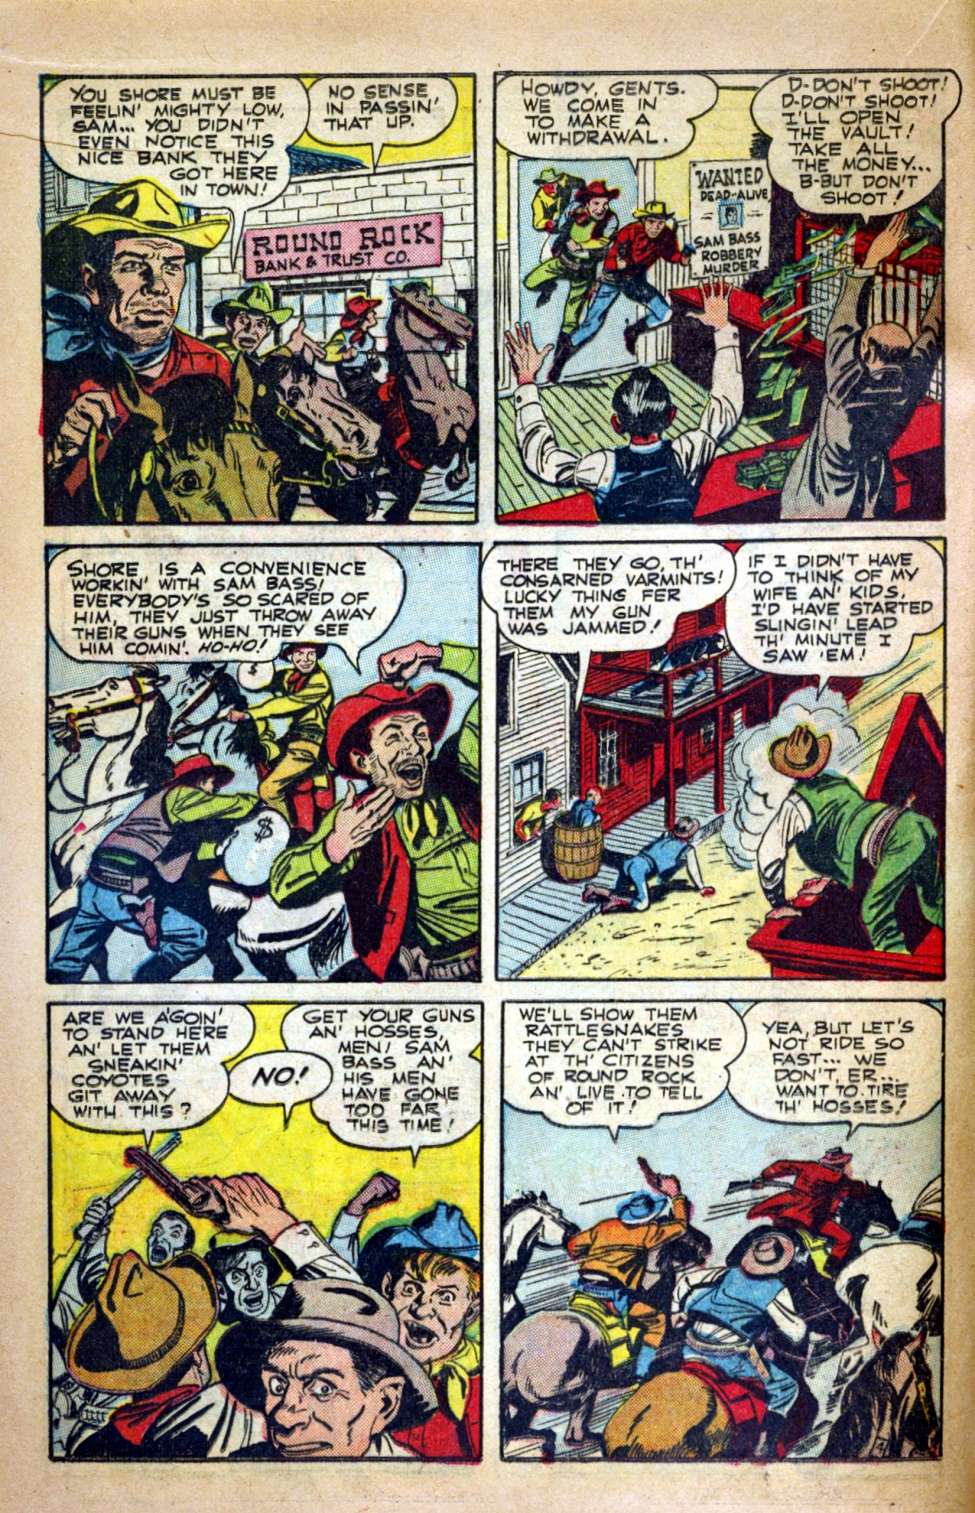 YOU SHORE MUST BE
FEELIN' MIGHTY LOW,
SAM... YOU DIDN'T
EVEN NOTICE THIS
NICE BANK THEY
GOT HERE
IN TOWN!
NO SENSE
IN PASSIN'
THAT UP.
ROUND ROCK
BANK & TRUST CO.
HOWDY, GENTS.
WE COME IN
TO MAKE A
WITHDRAWAL.
WANTED
DEAD-ALIVE
SAM BASS
ROBBERY
MURDER
D-DON'T SHOOT!
D-DON'T SHOOT!
I'LL OPEN
THE VAULT!
TAKE ALL
THE MONEY...
B-BUT DON'T
SHOOT!
SHORE IS A CONVENIENCE
WORKIN' WITH SAM BASS!
EVERYBODY'S SO SCARED OF
HIM, THEY JUST THROW AWAY
THEIR GUNS WHEN THEY SEE
HIM COMIN'. HO-HO!
$
$
THERE THEY GO, TH'
CONSARNED VARMINTS!
LUCKY THING FER
THEM MY GUN
WAS JAMMED!
IF I DIDN'T HAVE
TO THINK OF MY
WIFE AN' KIDS,
I'D HAVE STARTED
SLINGIN' LEAD
TH' MINUTE I
SAW 'EM!
ARE WE A'GOIN'
TO STAND HERE
AN' LET THEM
SNEAKIN'
COYOTES
GIT AWAY
WITH THIS?
NO!
GET YOUR GUNS
AN' HOSSES,
MEN! SAM
BASS AN'
HIS MEN
HAVE GONE
TOO FAR
THIS TIME!
WE'LL SHOW THEM
RATTLESNAKES
THEY CAN'T STRIKE
AT TH' CITIZENS
OF ROUND ROCK
AN' LIVE TO TELL
OF IT!
YEA, BUT LET'S
NOT RIDE SO
FAST... WE
DON'T, ER...
WANT TO TIRE
TH' HOSSES!